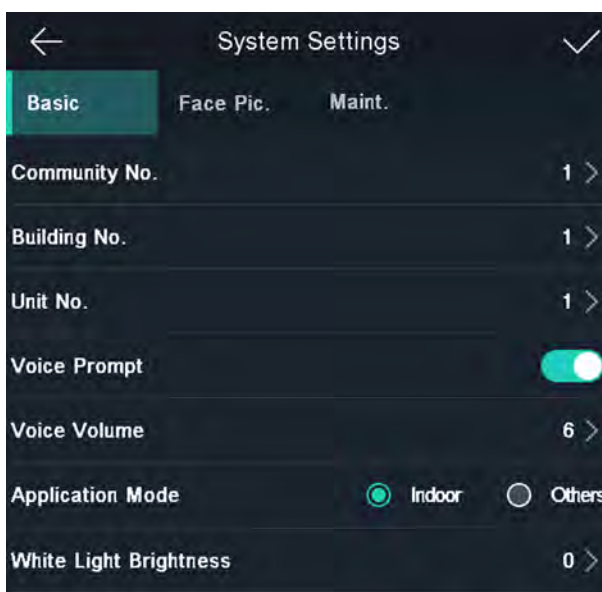 System Settings
Basic Face Pic. Maint.
Community No. 1
Building No. 1
Unit No. 1
Voice Prompt
Voice Volume 6
Application Mode Indoor Others
White Light Brightness 0